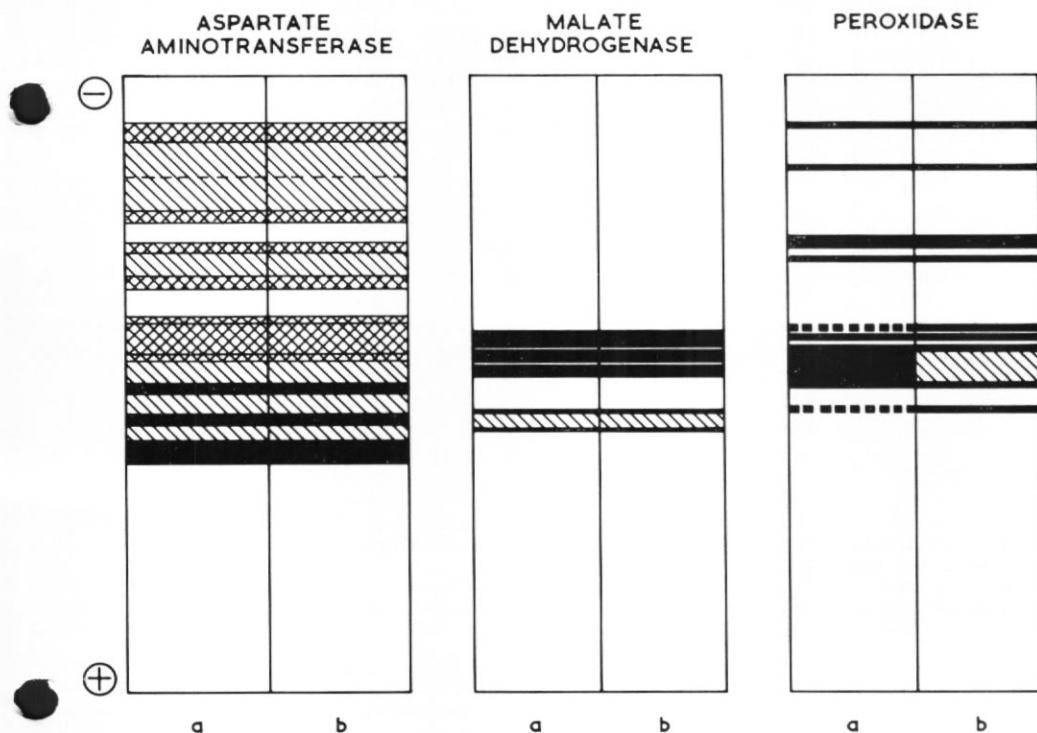 ASPARTATE
AMINOTRANSFERASE
MALATE
DEHYDROGENASE
PEROXIDASE
−
+
a b a b a b